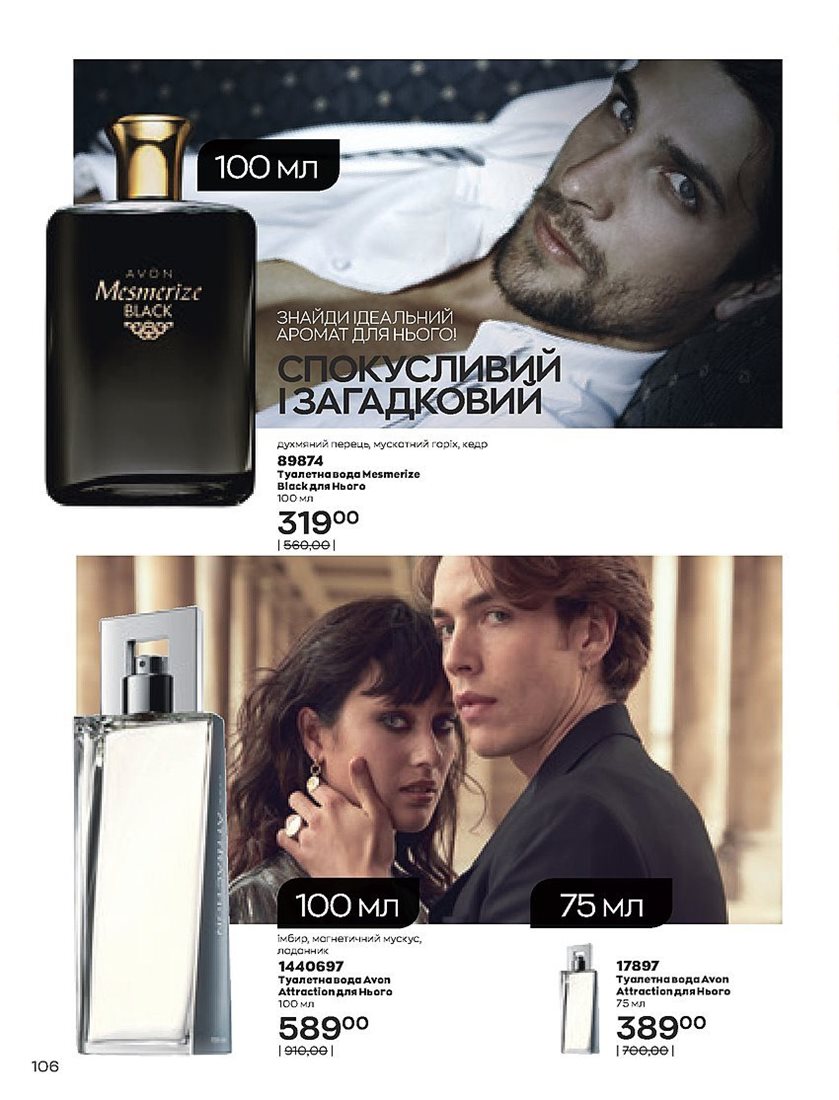 100 МЛ
AVON
Mesmerize
BLACK
ЗНАЙДИ ІДЕАЛЬНИЙ
АРОМАТ ДЛЯ НЬОГО!
СПОКУСЛИВИЙ
І ЗАГАДКОВИЙ
духмяний перець, мускатний горіх, кедр
89874
Туалетна вода Mesmerize
Black для Нього
100 мл
319⁰⁰
| 560,00 |
100 МЛ
імбир, магнетичний мускус,
ладанник
1440697
Туалетна вода Avon
Attraction для Нього
100 мл
589⁰⁰
| 910,00 |
75 МЛ
17897
Туалетна вода Avon
Attraction для Нього
75 мл
389⁰⁰
| 700,00 |
106